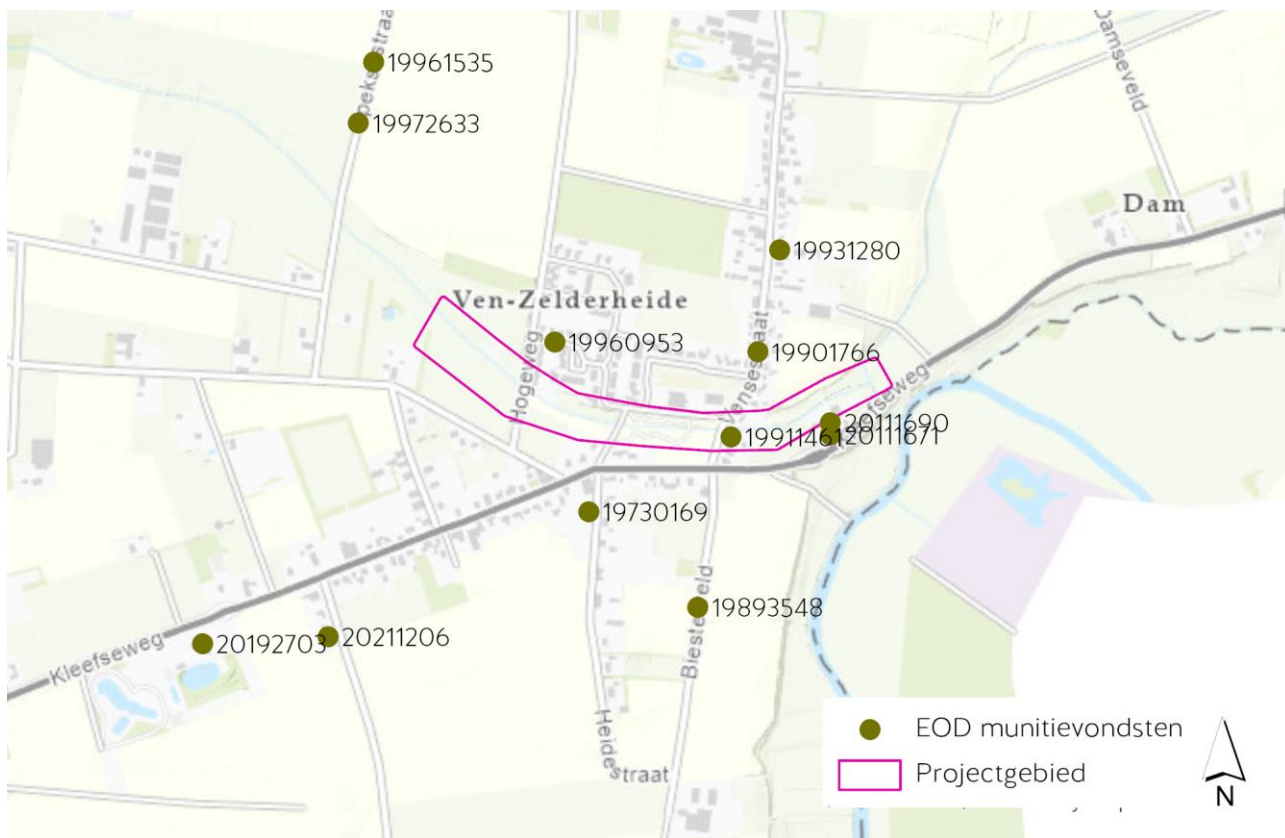 19961535
19972633
Damseveld
Dam
19931280
Ven-Zelderheide
19960953
19901766
Hogeweg
20111690
19911461
20111671
19730169
19893548
20211206
20192703
Kleefseweg
Heidestraat
EOD munitievondsten
Projectgebied
N